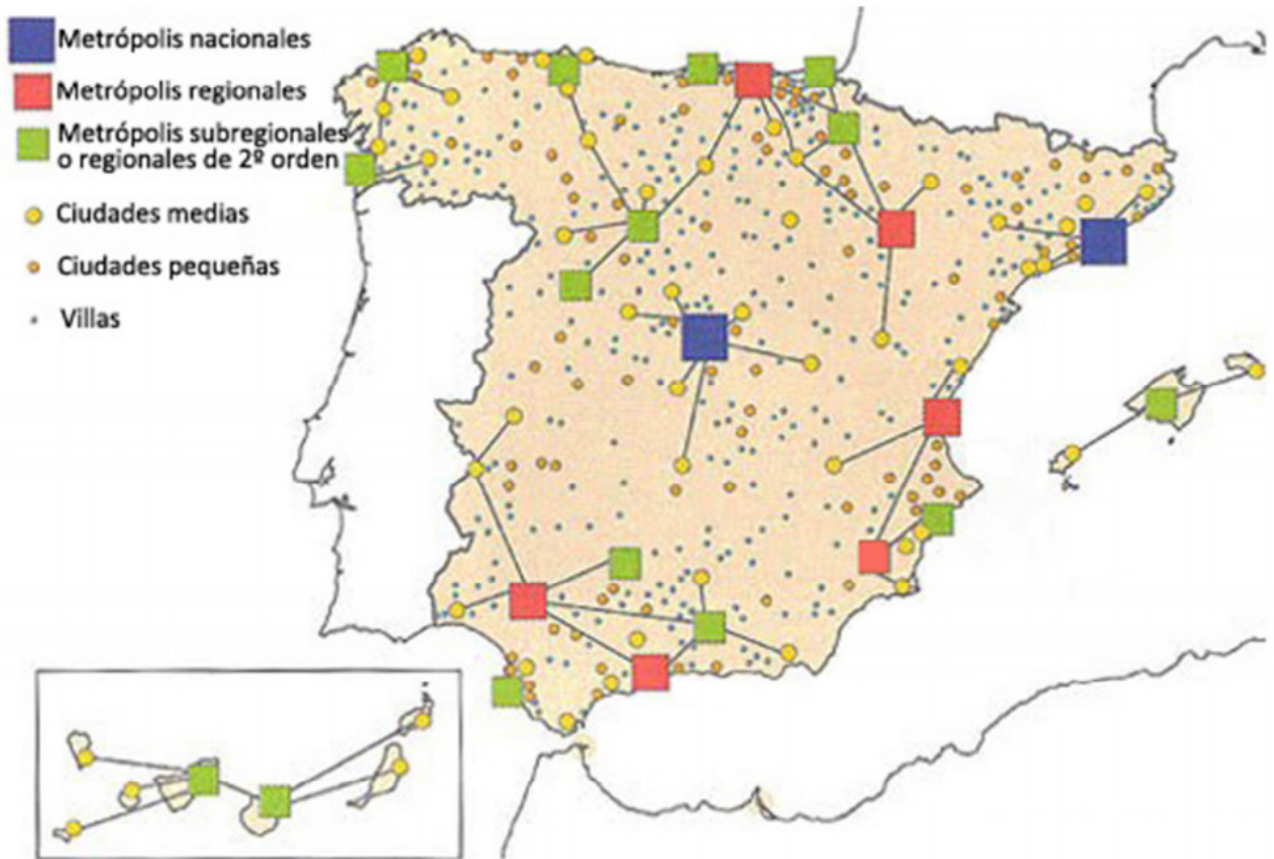 Metrópolis nacionales
Metrópolis regionales
Metrópolis subregionales
o regionales de 2º orden
Ciudades medias
Ciudades pequeñas
Villas